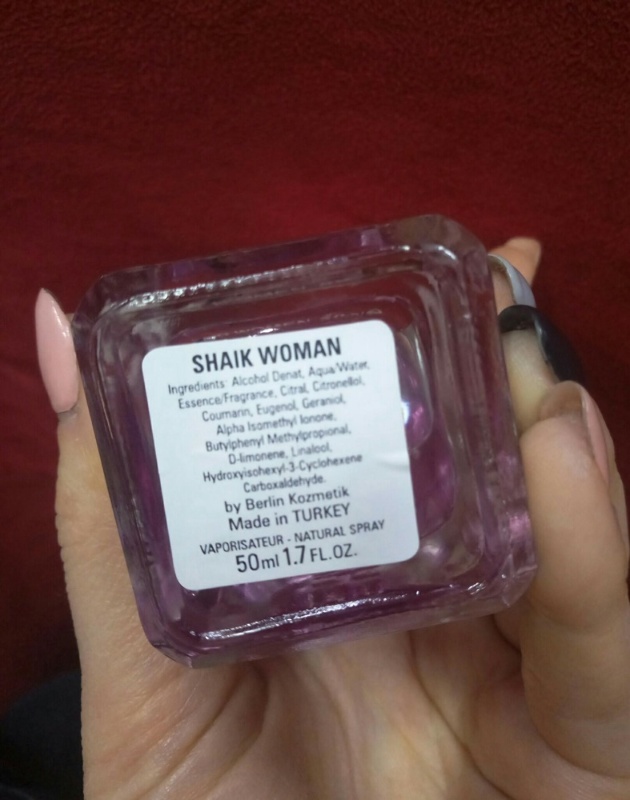 SHAIK WOMAN
Ingredients: Alcohol Denat, Aqua/Water,
Essence/Fragrance, Citral, Citronellol,
Coumarin, Eugenol, Geraniol,
Alpha Isomethyl Ionone,
Butylphenyl Methylpropional,
D-limonene, Linalool,
Hydroxyisohexyl-3-Cyclohexene
Carboxaldehyde.
by Berlin Kozmetik
Made in TURKEY
VAPORISATEUR - NATURAL SPRAY
50ml 1.7 FL.OZ.